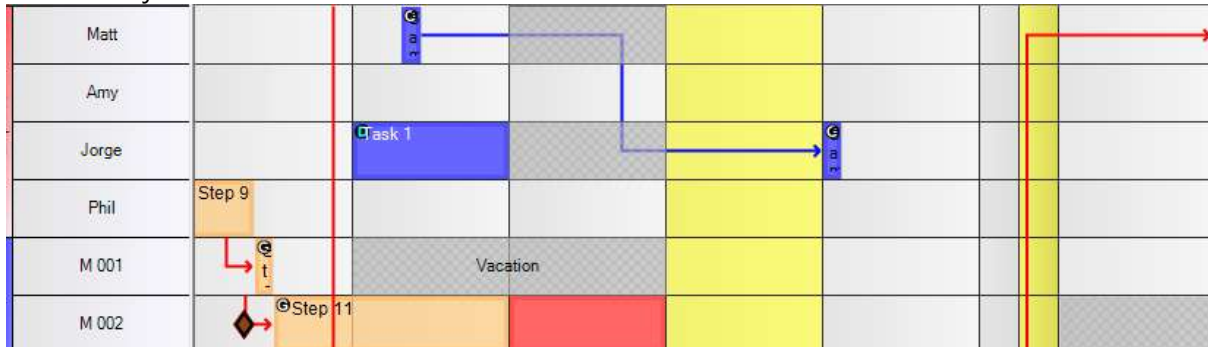 Matt
Amy
Jorge
Task 1
Phil
Step 9
M 001
Vacation
M 002
Step 11